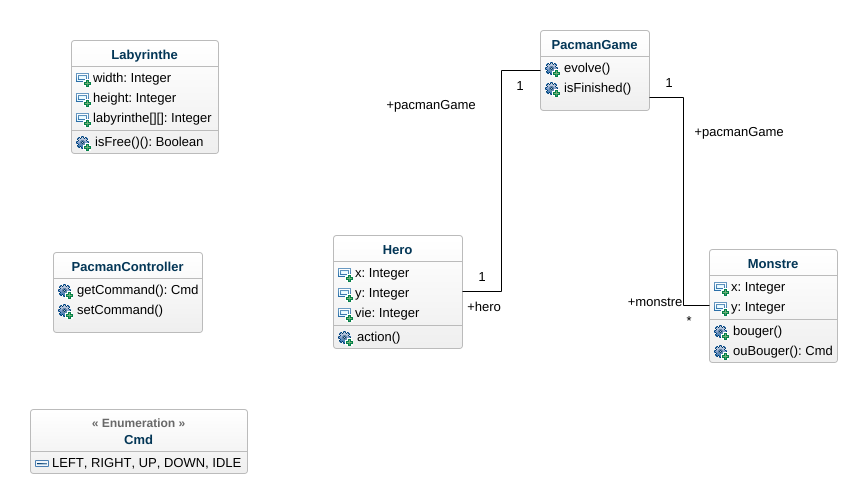 Labyrinthe
width: Integer
height: Integer
labyrinthe[][]: Integer
isFree()(): Boolean
PacmanGame
evolve()
isFinished()
1
+pacmanGame
1
+pacmanGame
PacmanController
getCommand(): Cmd
setCommand()
Hero
x: Integer
y: Integer
vie: Integer
action()
1
+hero
Monstre
x: Integer
y: Integer
bouger()
ouBouger(): Cmd
+monstre
*
« Enumeration »
Cmd
LEFT, RIGHT, UP, DOWN, IDLE